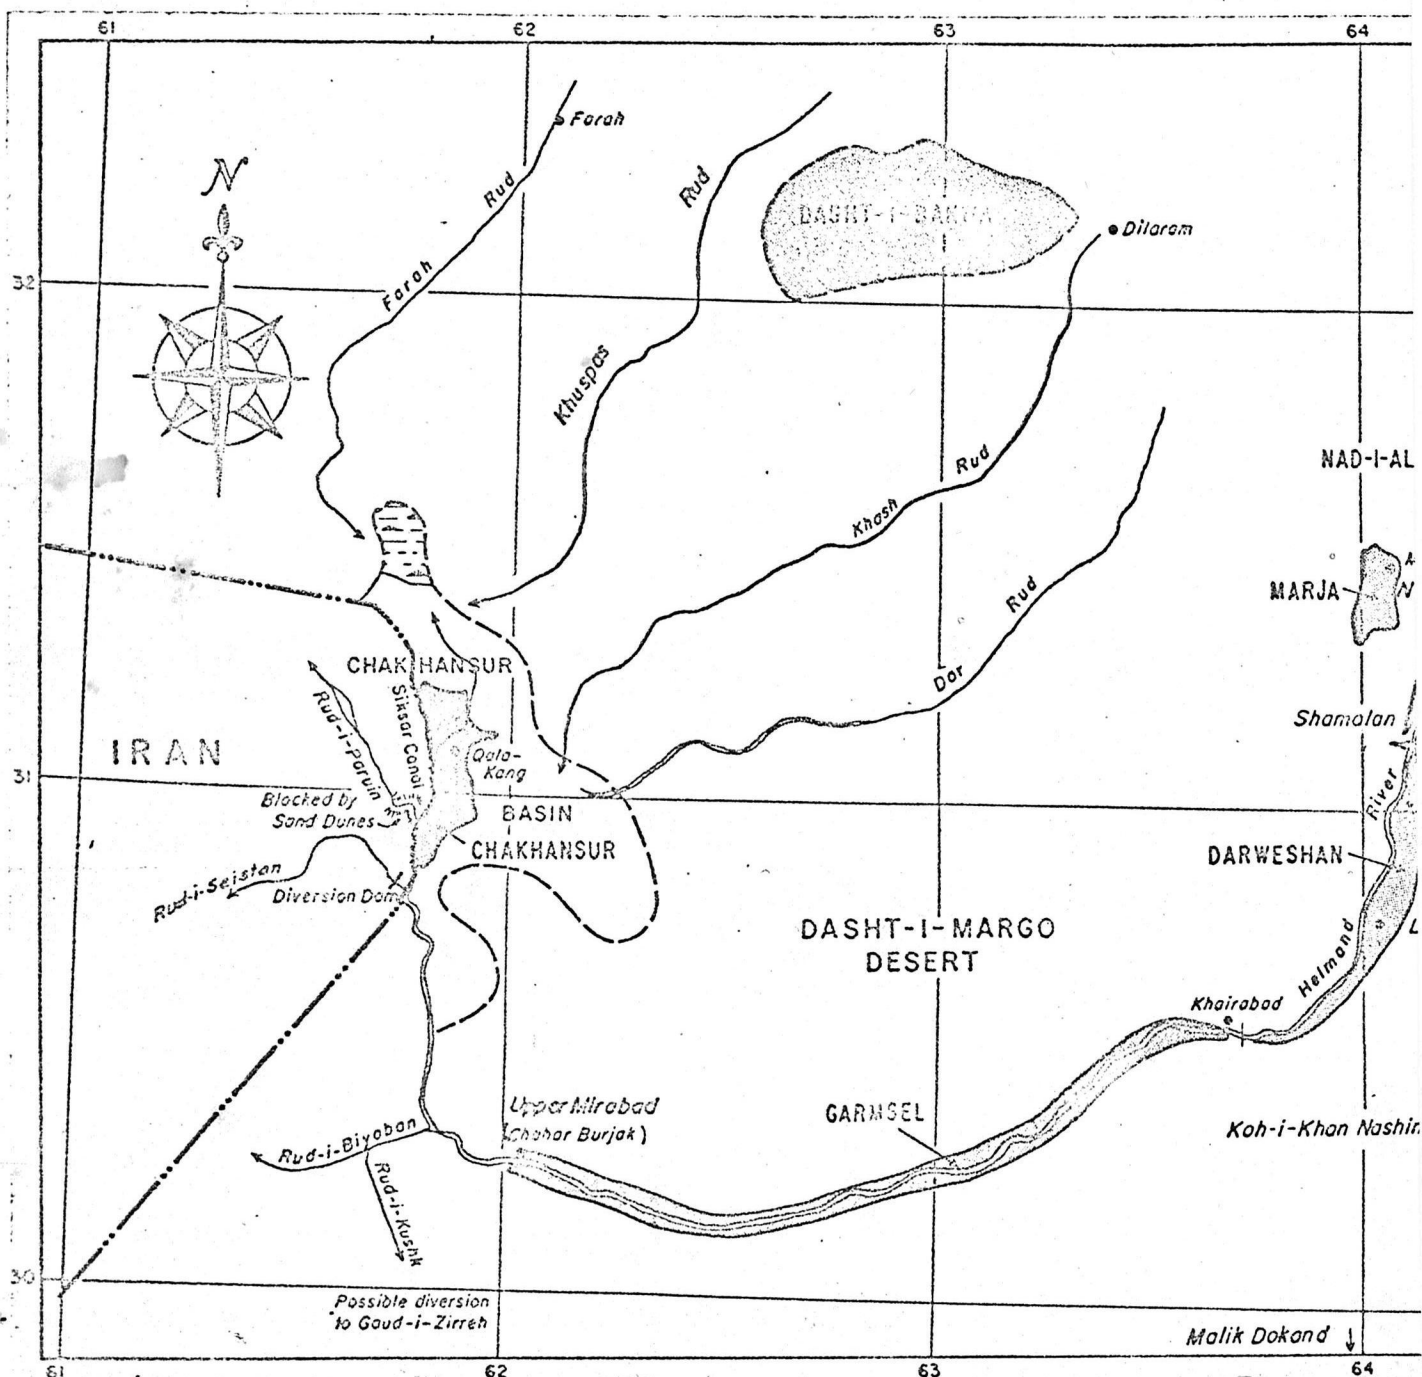 61
62
63
64
N
Farah
Farah Rud
Khuspas Rud
DASHT-I-BAKWA
Dilaram
32
Khash Rud
Dor Rud
NAD-I-AL
MARJA
A
N
CHAKHANSUR
Siksar Canal
Rud-i-Parvin
IRAN
31
Qala-
Kang
Blocked by
Sand Dunes
BASIN
CHAKHANSUR
Rud-i-Seistan
Diversion Dam
Shamalan
DARWESHAN
Helmand River
L
DASHT-I-MARGO
DESERT
Khairabad
Upper Mirabad
(Chahar Burjak)
GARMSEL
Koh-i-Khan Nashin
Rud-i-Biyaban
Rud-i-Kushk
30
Possible diversion
to Gaud-i-Zirreh
Malik Dokand
61
62
63
64